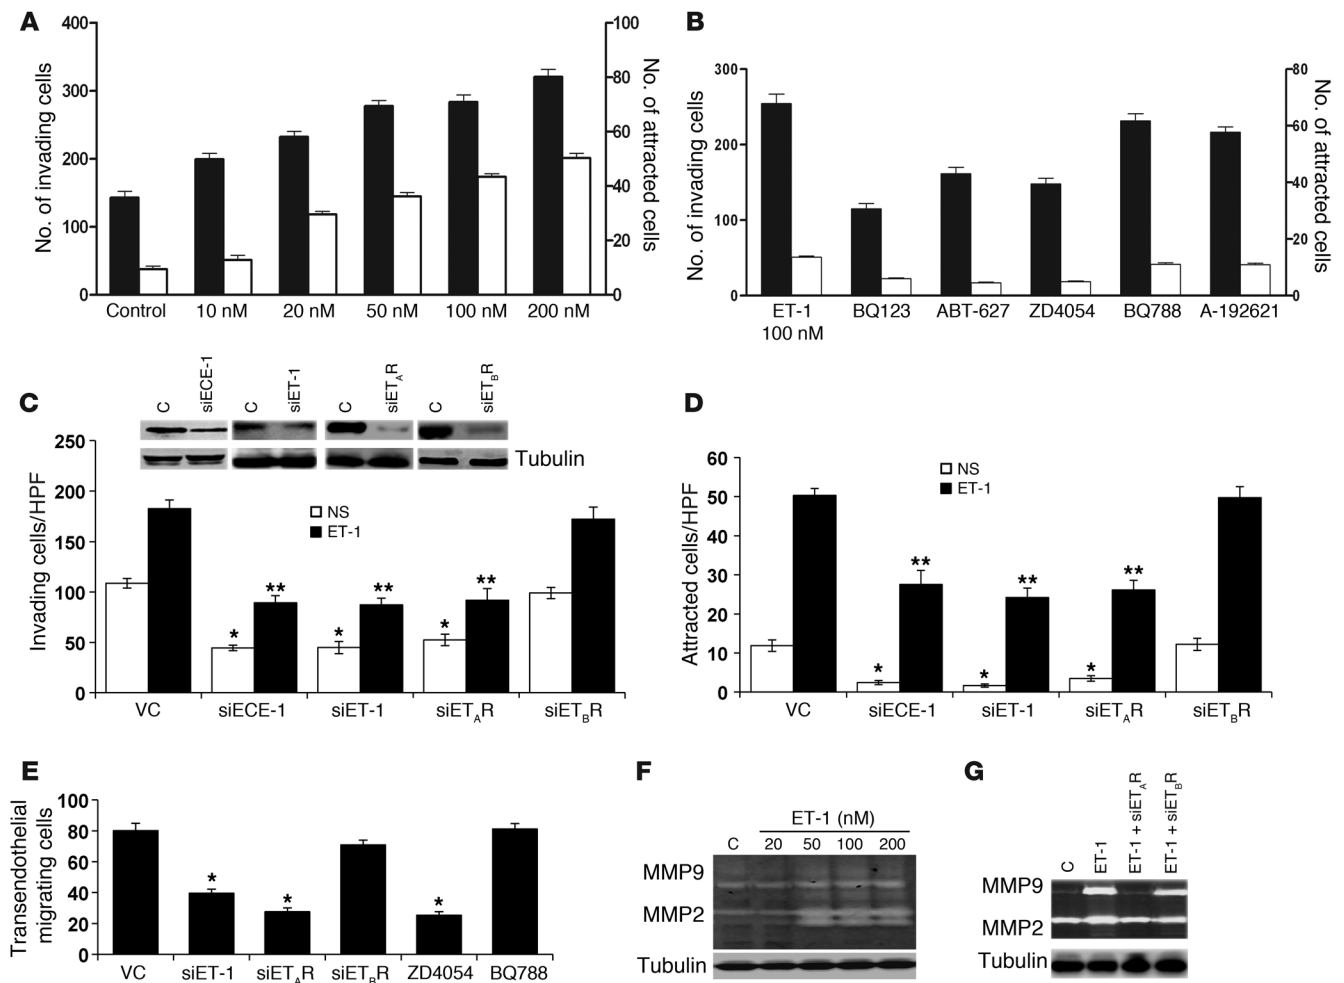 A
No. of invading cells
400
300
200
100
0
100
80
60
40
20
0
No. of attracted cells
Control 10 nM 20 nM 50 nM 100 nM 200 nM
B
No. of invading cells
300
200
100
0
80
60
40
20
0
No. of attracted cells
ET-1 BQ123 ABT-627 ZD4054 BQ788 A-192621
100 nM
C
C siECE-1 C siET-1 C siETAR C siETBR
Tubulin
Invading cells/HPF
250
200
150
100
50
0
NS
ET-1
* ** * ** * **
VC siECE-1 siET-1 siETAR siETBR
D
Attracted cells/HPF
60
50
40
30
20
10
0
NS
ET-1
* ** * ** * **
VC siECE-1 siET-1 siETAR siETBR
E
Transendothelial
migrating cells
100
80
60
40
20
0
* * *
VC siET-1 siETAR siETBR ZD4054 BQ788
F
ET-1 (nM)
C 20 50 100 200
MMP9
MMP2
Tubulin
G
C ET-1 ET-1 + siETAR ET-1 + siETBR
MMP9
MMP2
Tubulin